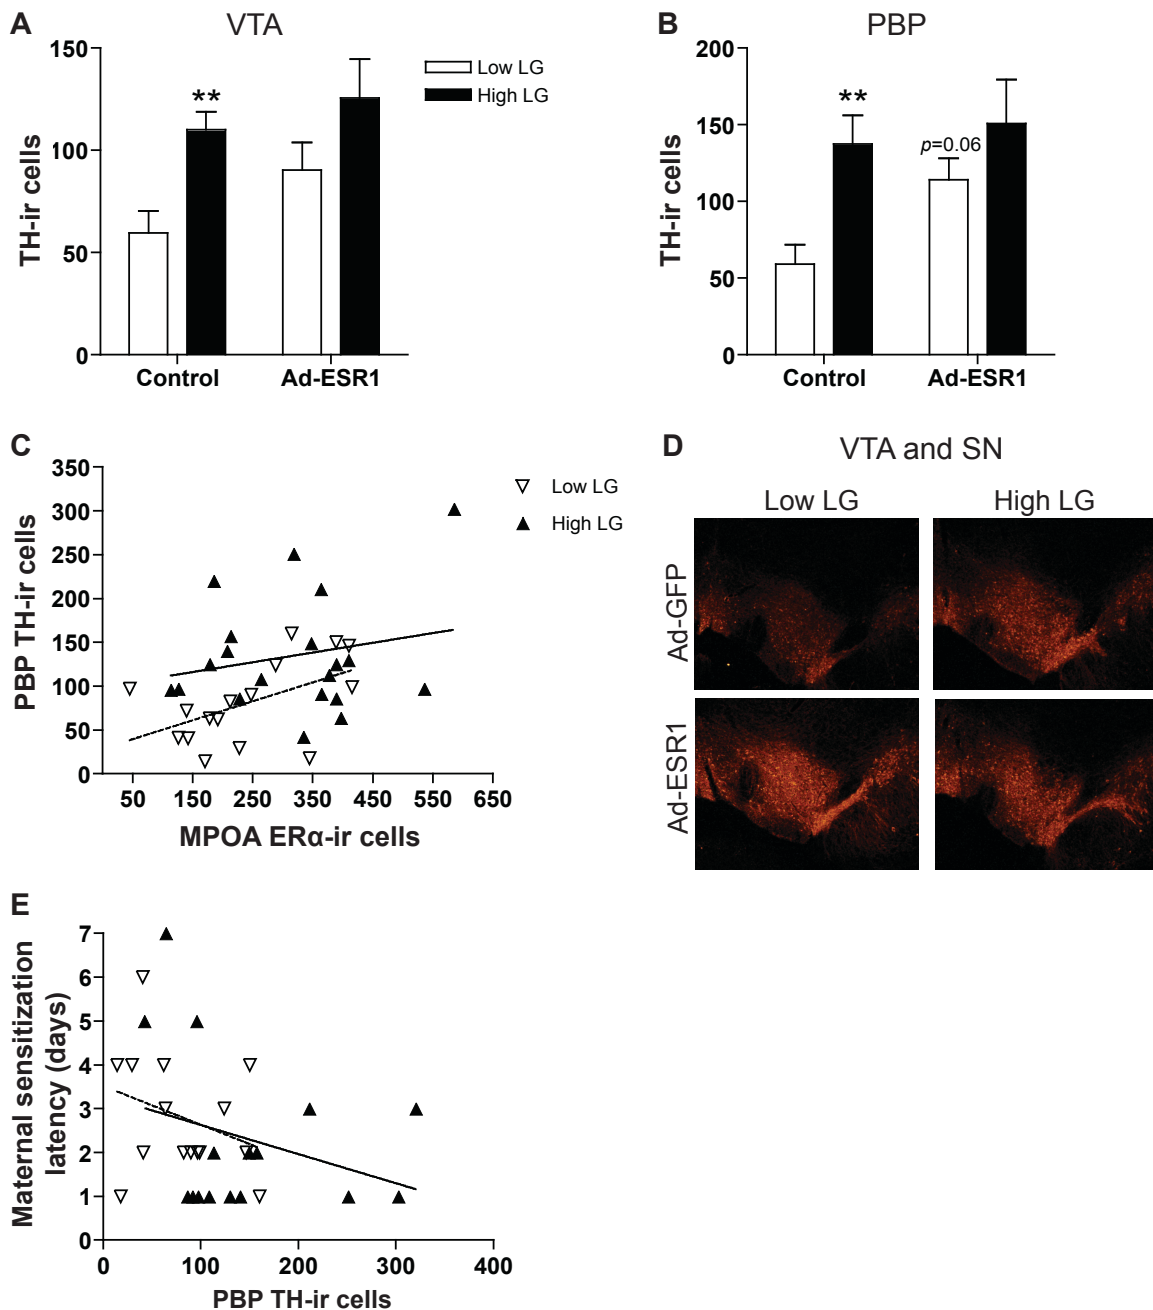 A
VTA
150
100
50
0
TH-ir cells
**
Control
Ad-ESR1
Low LG
High LG
B
PBP
200
150
100
50
0
TH-ir cells
**
p=0.06
Control
Ad-ESR1
C
350
300
250
200
150
100
50
0
PBP TH-ir cells
50 150 250 350 450 550 650
MPOA ERα-ir cells
Low LG
High LG
D
VTA and SN
Low LG
High LG
Ad-GFP
Ad-ESR1
E
7
6
5
4
3
2
1
0
Maternal sensitization
latency (days)
0 100 200 300 400
PBP TH-ir cells